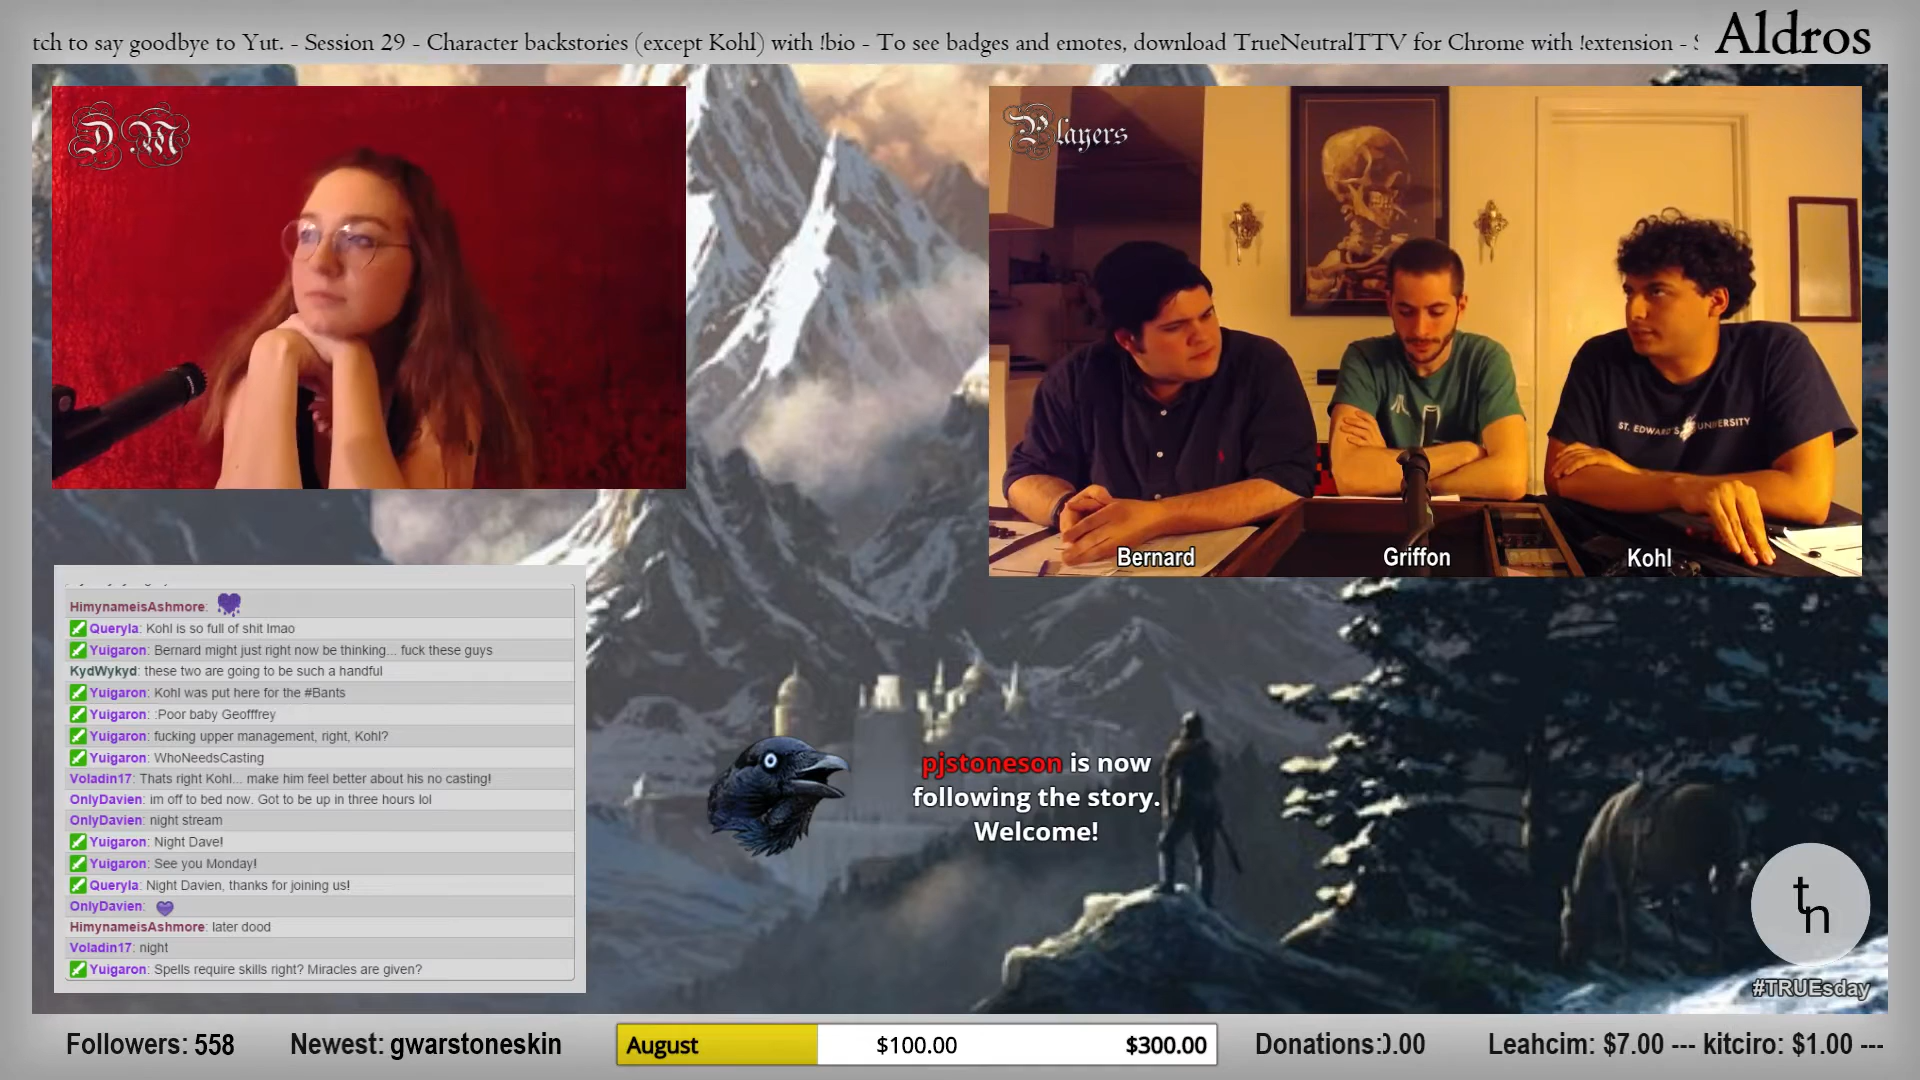 tch to say goodbye to Yut. - Session 29 - Character backstories (except Kohl) with !bio - To see badges and emotes, download TrueNeutralTTV for Chrome with !extension -
Aldros
D M
Players
ST. EDWARD'S UNIVERSITY
Bernard
Griffon
Kohl
HimynameisAshmore:
Queryla: Kohl is so full of shit lmao
Yuigaron: Bernard might just right now be thinking... fuck these guys
KydWykyd: these two are going to be such a handful
Yuigaron: Kohl was put here for the #Bants
Yuigaron: :Poor baby Geofffrey
Yuigaron: fucking upper management, right, Kohl?
Yuigaron: WhoNeedsCasting
Voladin17: Thats right Kohl... make him feel better about his no casting!
OnlyDavien: im off to bed now. Got to be up in three hours lol
OnlyDavien: night stream
Yuigaron: Night Dave!
Yuigaron: See you Monday!
Queryla: Night Davien, thanks for joining us!
OnlyDavien:
HimynameisAshmore: later dood
Voladin17: night
Yuigaron: Spells require skills right? Miracles are given?
pjstoneson is now
following the story.
Welcome!
tn
#TRUEsday
Followers: 558
Newest: gwarstoneskin
August
$100.00
$300.00
Donations: 0.00
Leahcim: $7.00 --- kitciro: $1.00 ---